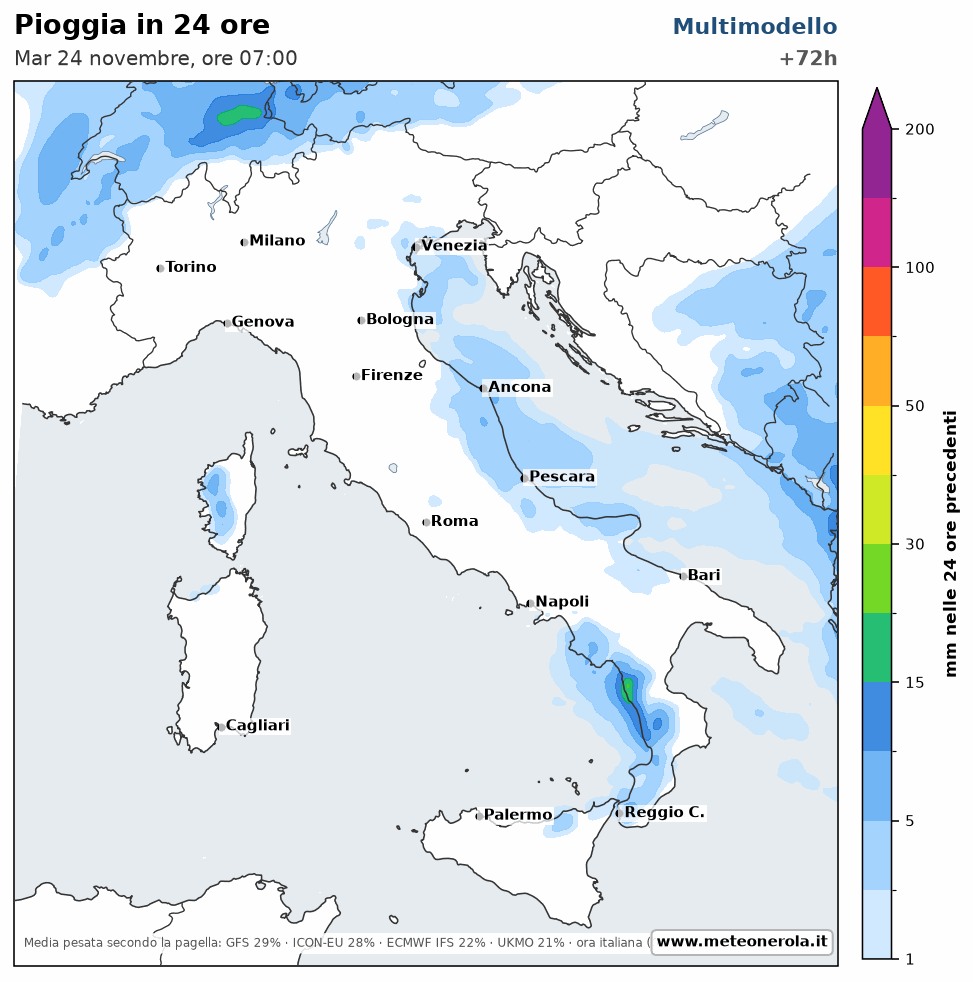 Pioggia in 24 ore
Multimodello
Mar 24 novembre, ore 07:00
+72h
200
100
50
30
15
5
1
mm nelle 24 ore precedenti
Milano
Venezia
Torino
Genova
Bologna
Firenze
Ancona
Pescara
Roma
Bari
Napoli
Cagliari
Palermo
Reggio C.
Media pesata secondo la pagella: GFS 29% · ICON-EU 28% · ECMWF IFS 22% · UKMO 21% · ora italiana (
www.meteonerola.it